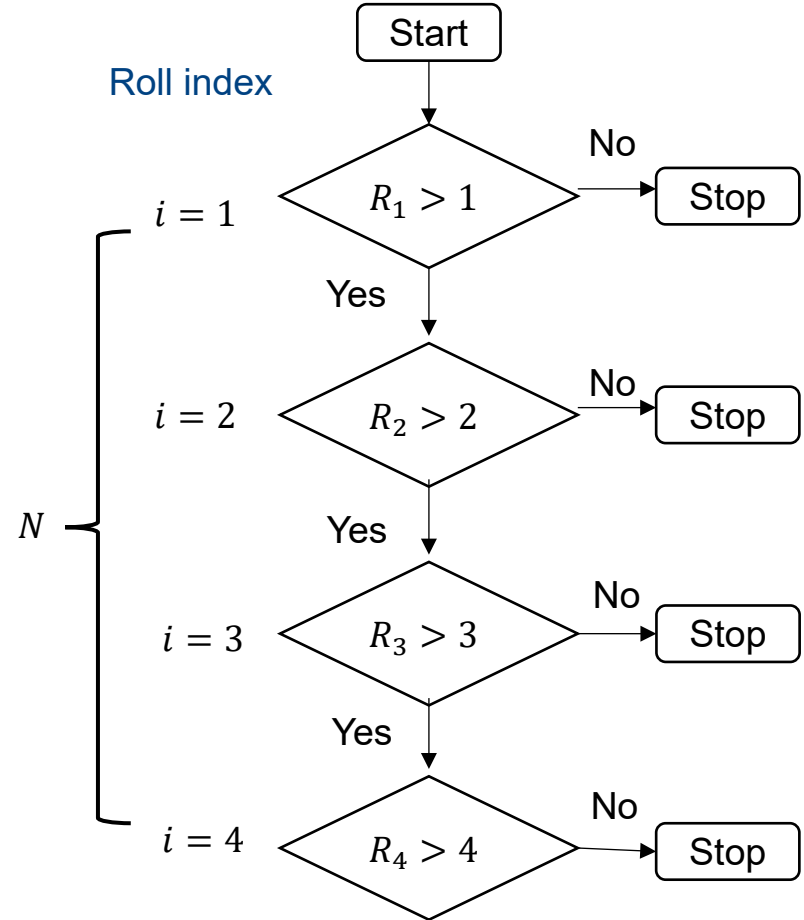 Start
Roll index
No
R₁ > 1
Stop
i = 1
Yes
No
R₂ > 2
Stop
i = 2
N
Yes
No
R₃ > 3
Stop
i = 3
Yes
No
R₄ > 4
Stop
i = 4